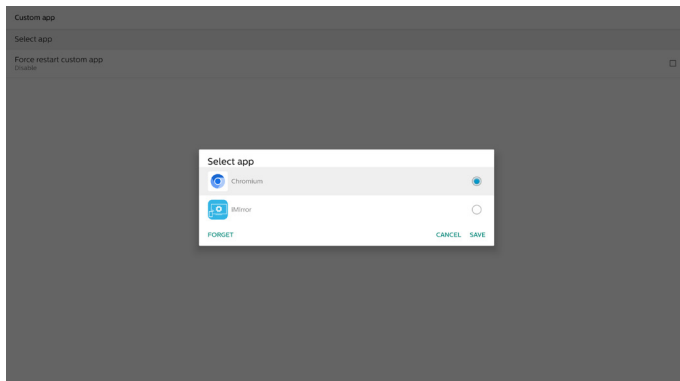 Custom app
Select app
Force restart custom app
Disable
Select app
Chromium
iMirror
FORGET
CANCEL SAVE